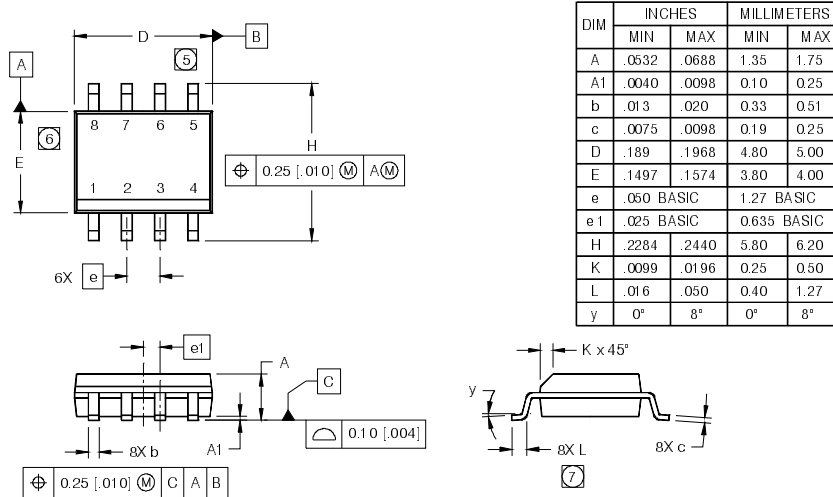 D
B
5
A
8 7 6 5
6
E
H
0.25 [.010] Ⓜ AⓂ
1 2 3 4
6X e
DIM INCHES MILLIMETERS
MIN MAX MIN MAX
A .0532 .0688 1.35 1.75
A1 .0040 .0098 0.10 0.25
b .013 .020 0.33 0.51
c .0075 .0098 0.19 0.25
D .189 .1968 4.80 5.00
E .1497 .1574 3.80 4.00
e .050 BASIC 1.27 BASIC
e1 .025 BASIC 0.635 BASIC
H .2284 .2440 5.80 6.20
K .0099 .0196 0.25 0.50
L .016 .050 0.40 1.27
y 0° 8° 0° 8°
e1
A
C
0.10 [.004]
A1
8X b
0.25 [.010] Ⓜ C A B
K x 45°
y
8X L
8X c
7